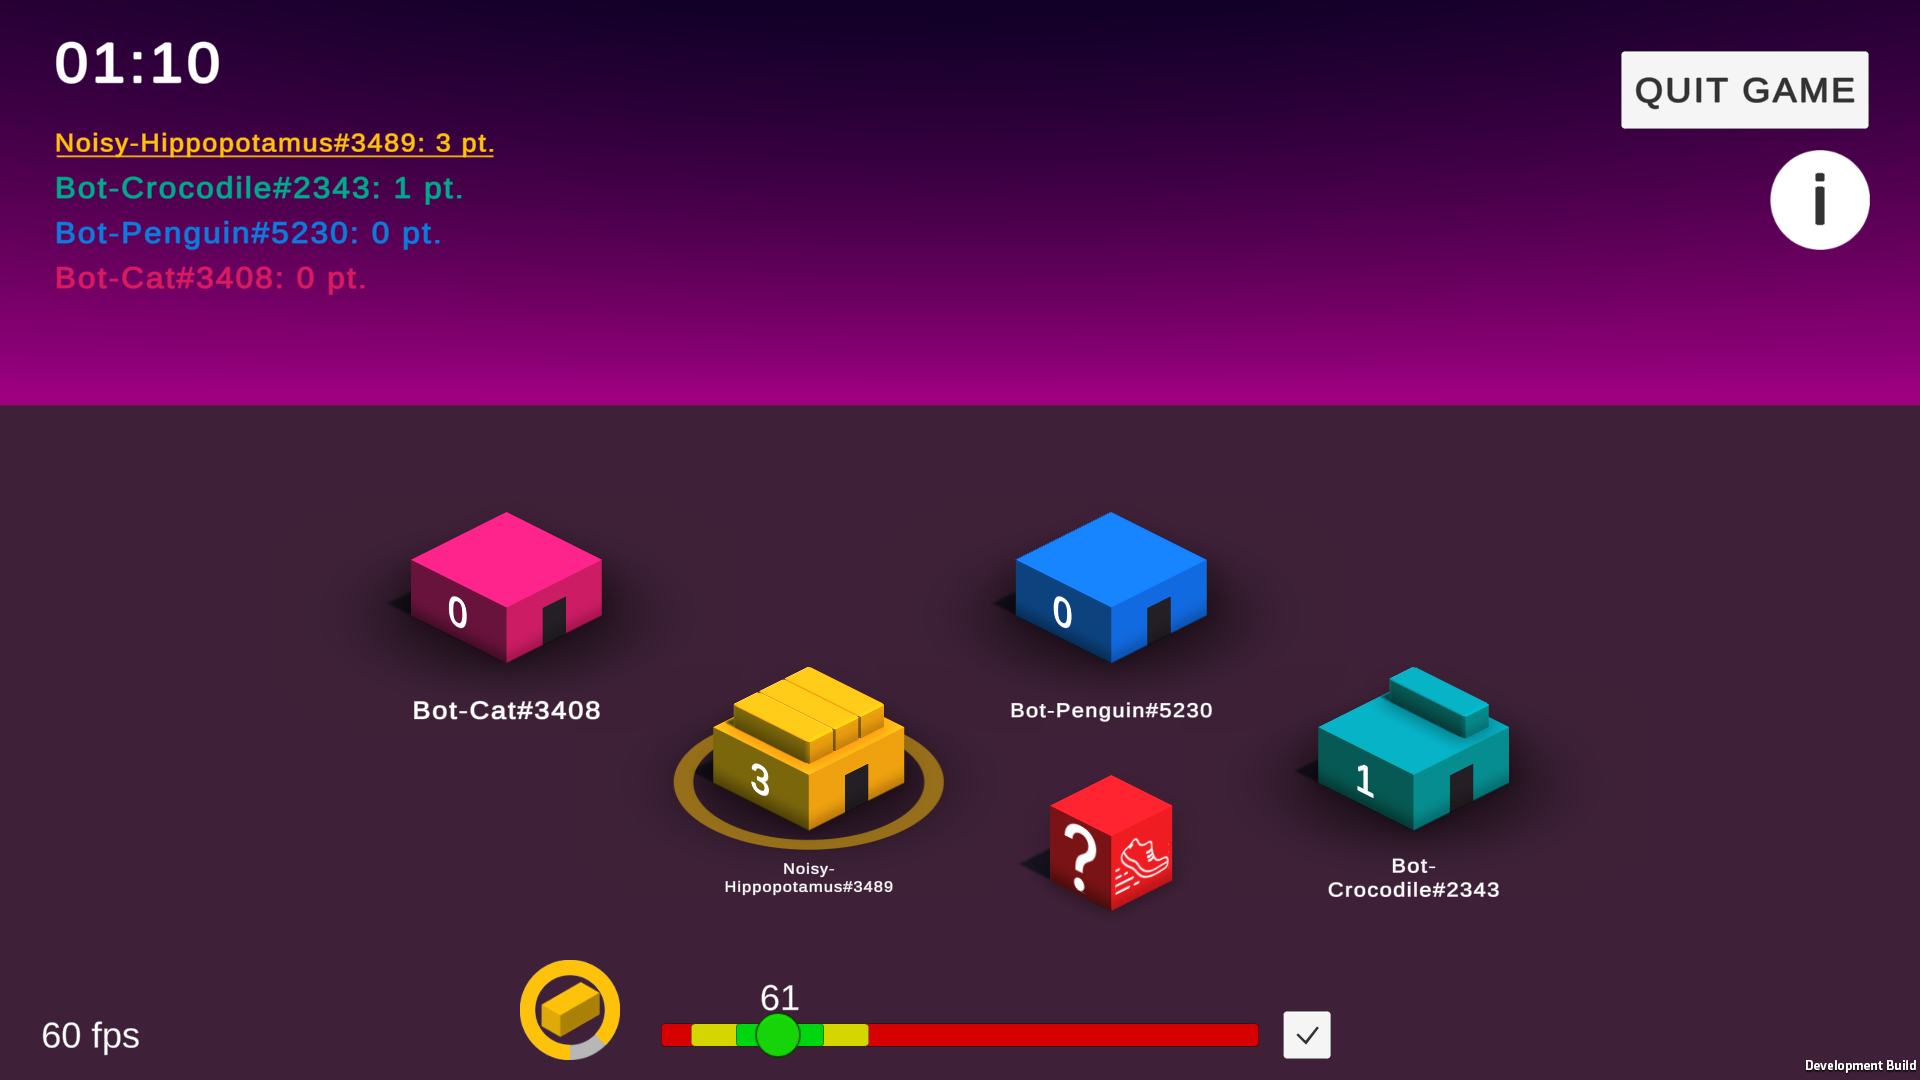 01:10
QUIT GAME
Noisy-Hippopotamus#3489: 3 pt.
Bot-Crocodile#2343: 1 pt.
i
Bot-Penguin#5230: 0 pt.
Bot-Cat#3408: 0 pt.
0
0
Bot-Cat#3408
Bot-Penguin#5230
3
1
?
Noisy-
Hippopotamus#3489
Bot-
Crocodile#2343
61
60 fps
Development Build